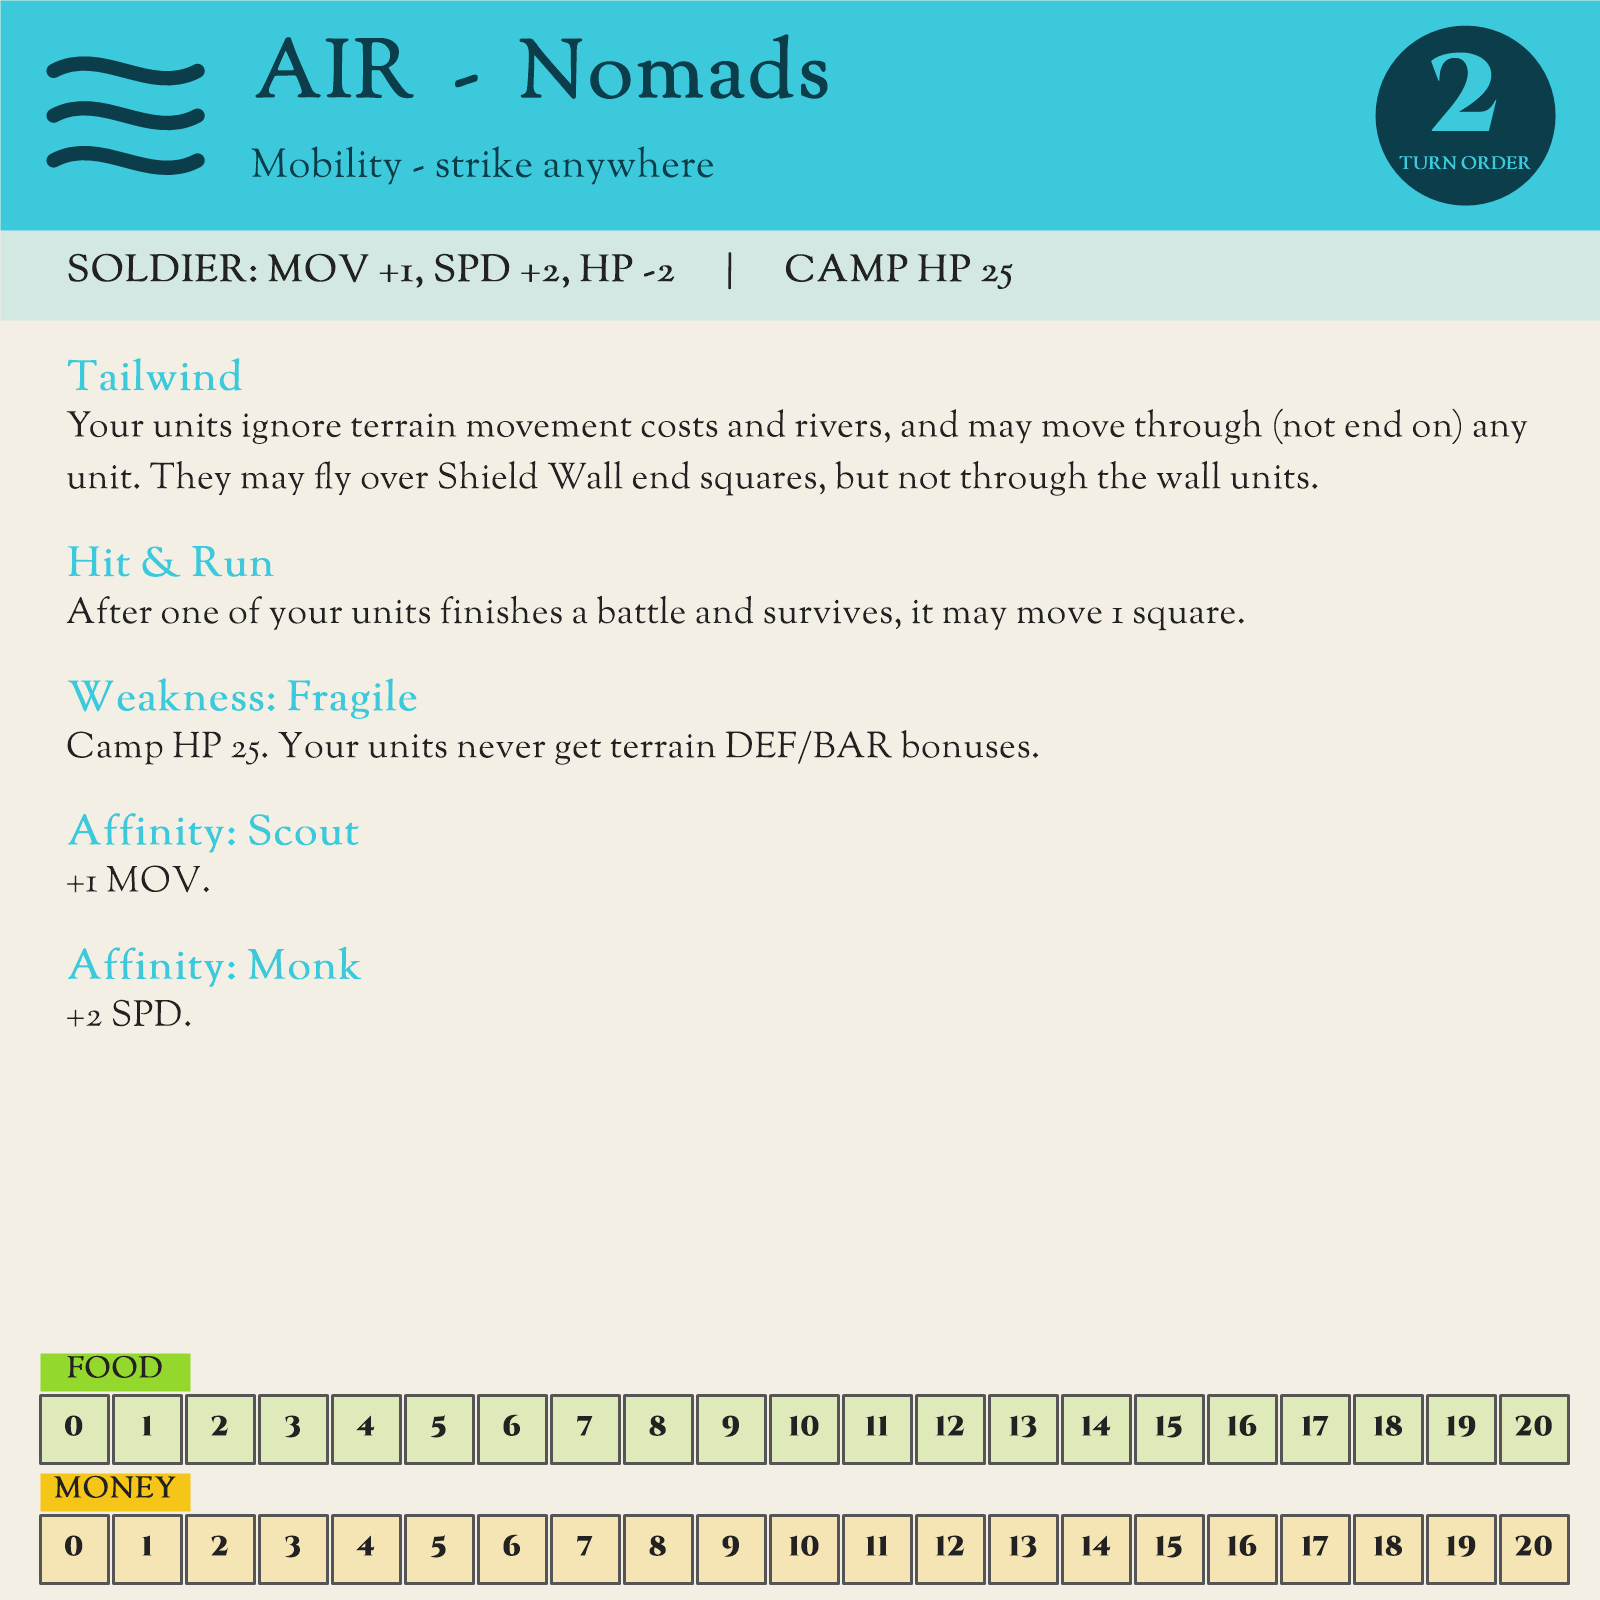 AIR - Nomads
Mobility - strike anywhere
2
TURN ORDER
SOLDIER: MOV +1, SPD +2, HP -2 | CAMP HP 25
Tailwind
Your units ignore terrain movement costs and rivers, and may move through (not end on) any
unit. They may fly over Shield Wall end squares, but not through the wall units.
Hit & Run
After one of your units finishes a battle and survives, it may move 1 square.
Weakness: Fragile
Camp HP 25. Your units never get terrain DEF/BAR bonuses.
Affinity: Scout
+1 MOV.
Affinity: Monk
+2 SPD.
FOOD
0 1 2 3 4 5 6 7 8 9 10 11 12 13 14 15 16 17 18 19 20
MONEY
0 1 2 3 4 5 6 7 8 9 10 11 12 13 14 15 16 17 18 19 20